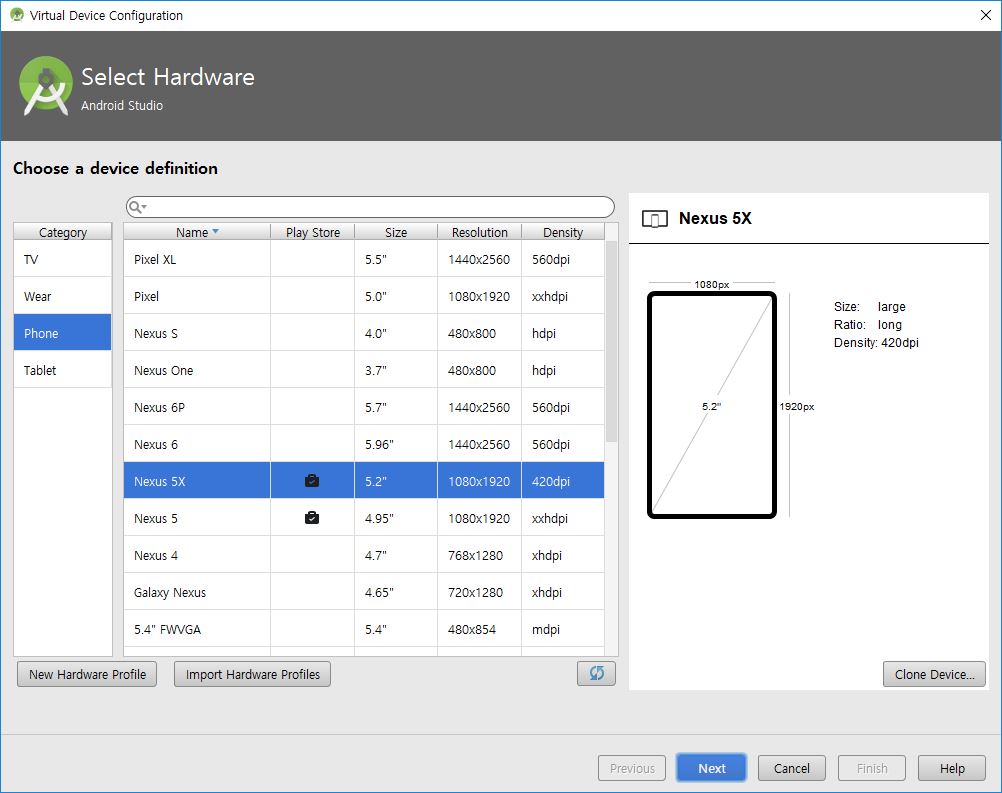 Virtual Device Configuration
Select Hardware
Android Studio
Choose a device definition
Category
TV
Wear
Phone
Tablet
Name Play Store Size Resolution Density
Pixel XL 5.5" 1440x2560 560dpi
Pixel 5.0" 1080x1920 xxhdpi
Nexus S 4.0" 480x800 hdpi
Nexus One 3.7" 480x800 hdpi
Nexus 6P 5.7" 1440x2560 560dpi
Nexus 6 5.96" 1440x2560 560dpi
Nexus 5X 5.2" 1080x1920 420dpi
Nexus 5 4.95" 1080x1920 xxhdpi
Nexus 4 4.7" 768x1280 xhdpi
Galaxy Nexus 4.65" 720x1280 xhdpi
5.4" FWVGA 5.4" 480x854 mdpi
New Hardware Profile Import Hardware Profiles
Nexus 5X
1080px
5.2"
1920px
Size: large
Ratio: long
Density: 420dpi
Clone Device...
Previous Next Cancel Finish Help